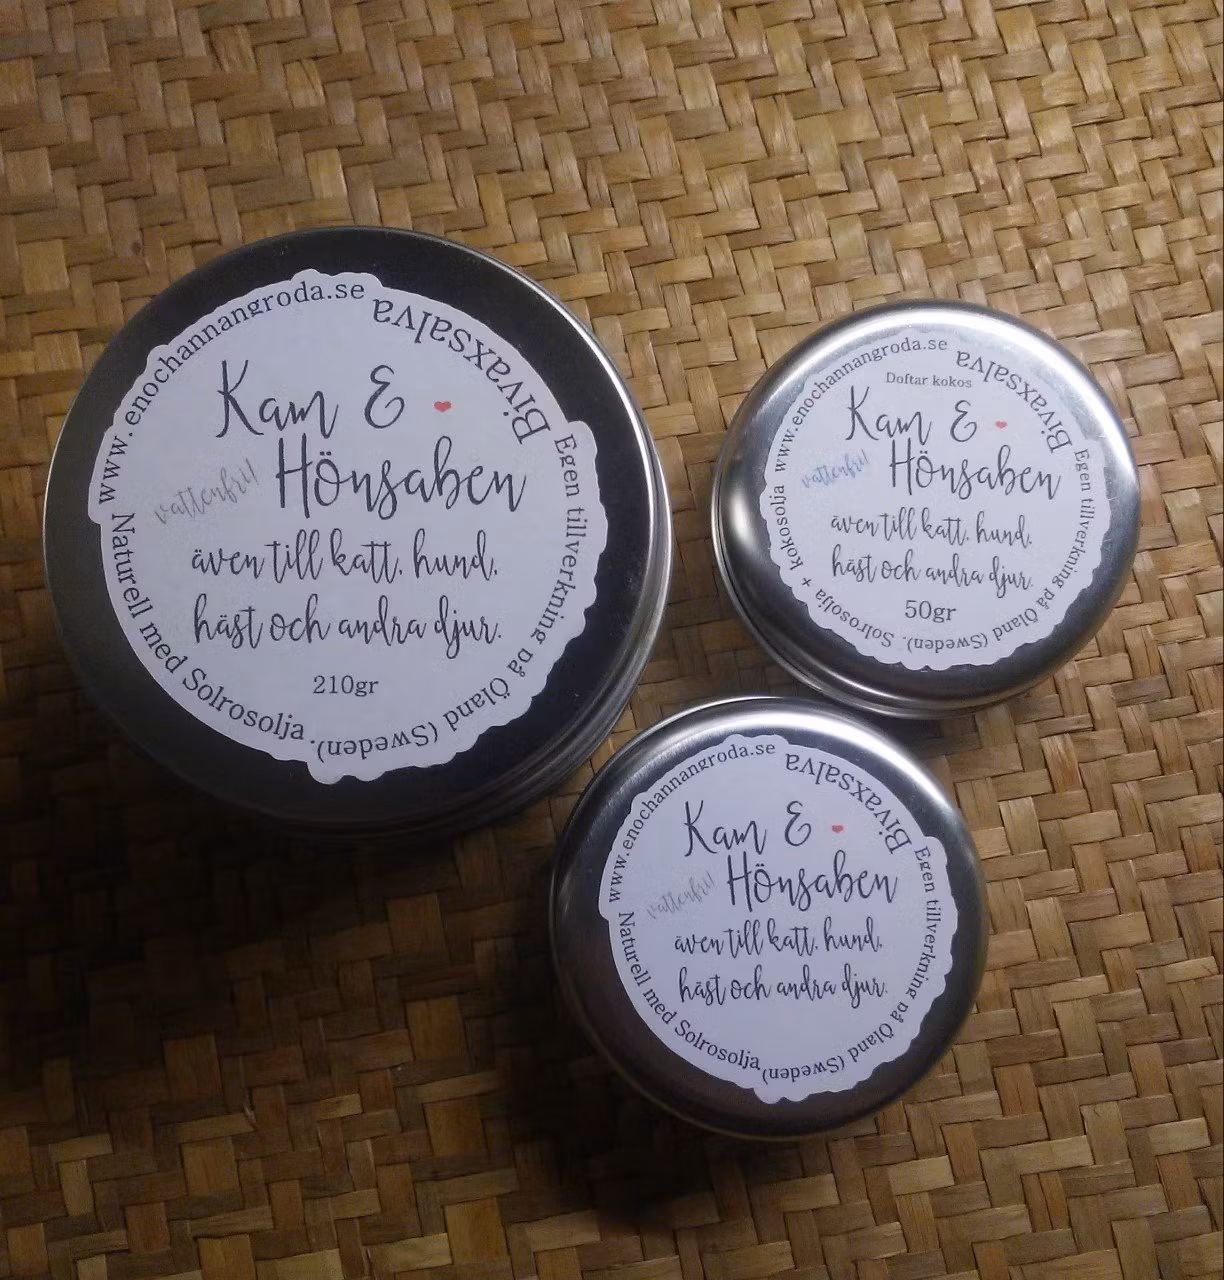 www.enochannangroda.se
Bivaxsalva
Kam &
vattenfri!
Hönsaben
även till katt, hund,
häst och andra djur.
210gr
Naturell med Solrosolja.
Egen tillverkning på Öland (Sweden).
www.enochannangroda.se
Bivaxsalva
Doftar kokos
Kam &
vattenfri!
Hönsaben
även till katt, hund,
häst och andra djur.
50gr
Solrosolja + kokosolja
Egen tillverkning på Öland (Sweden).
www.enochannangroda.se
Bivaxsalva
Kam &
vattenfri!
Hönsaben
även till katt, hund,
häst och andra djur.
Naturell med Solrosolja
Egen tillverkning på Öland (Sweden)